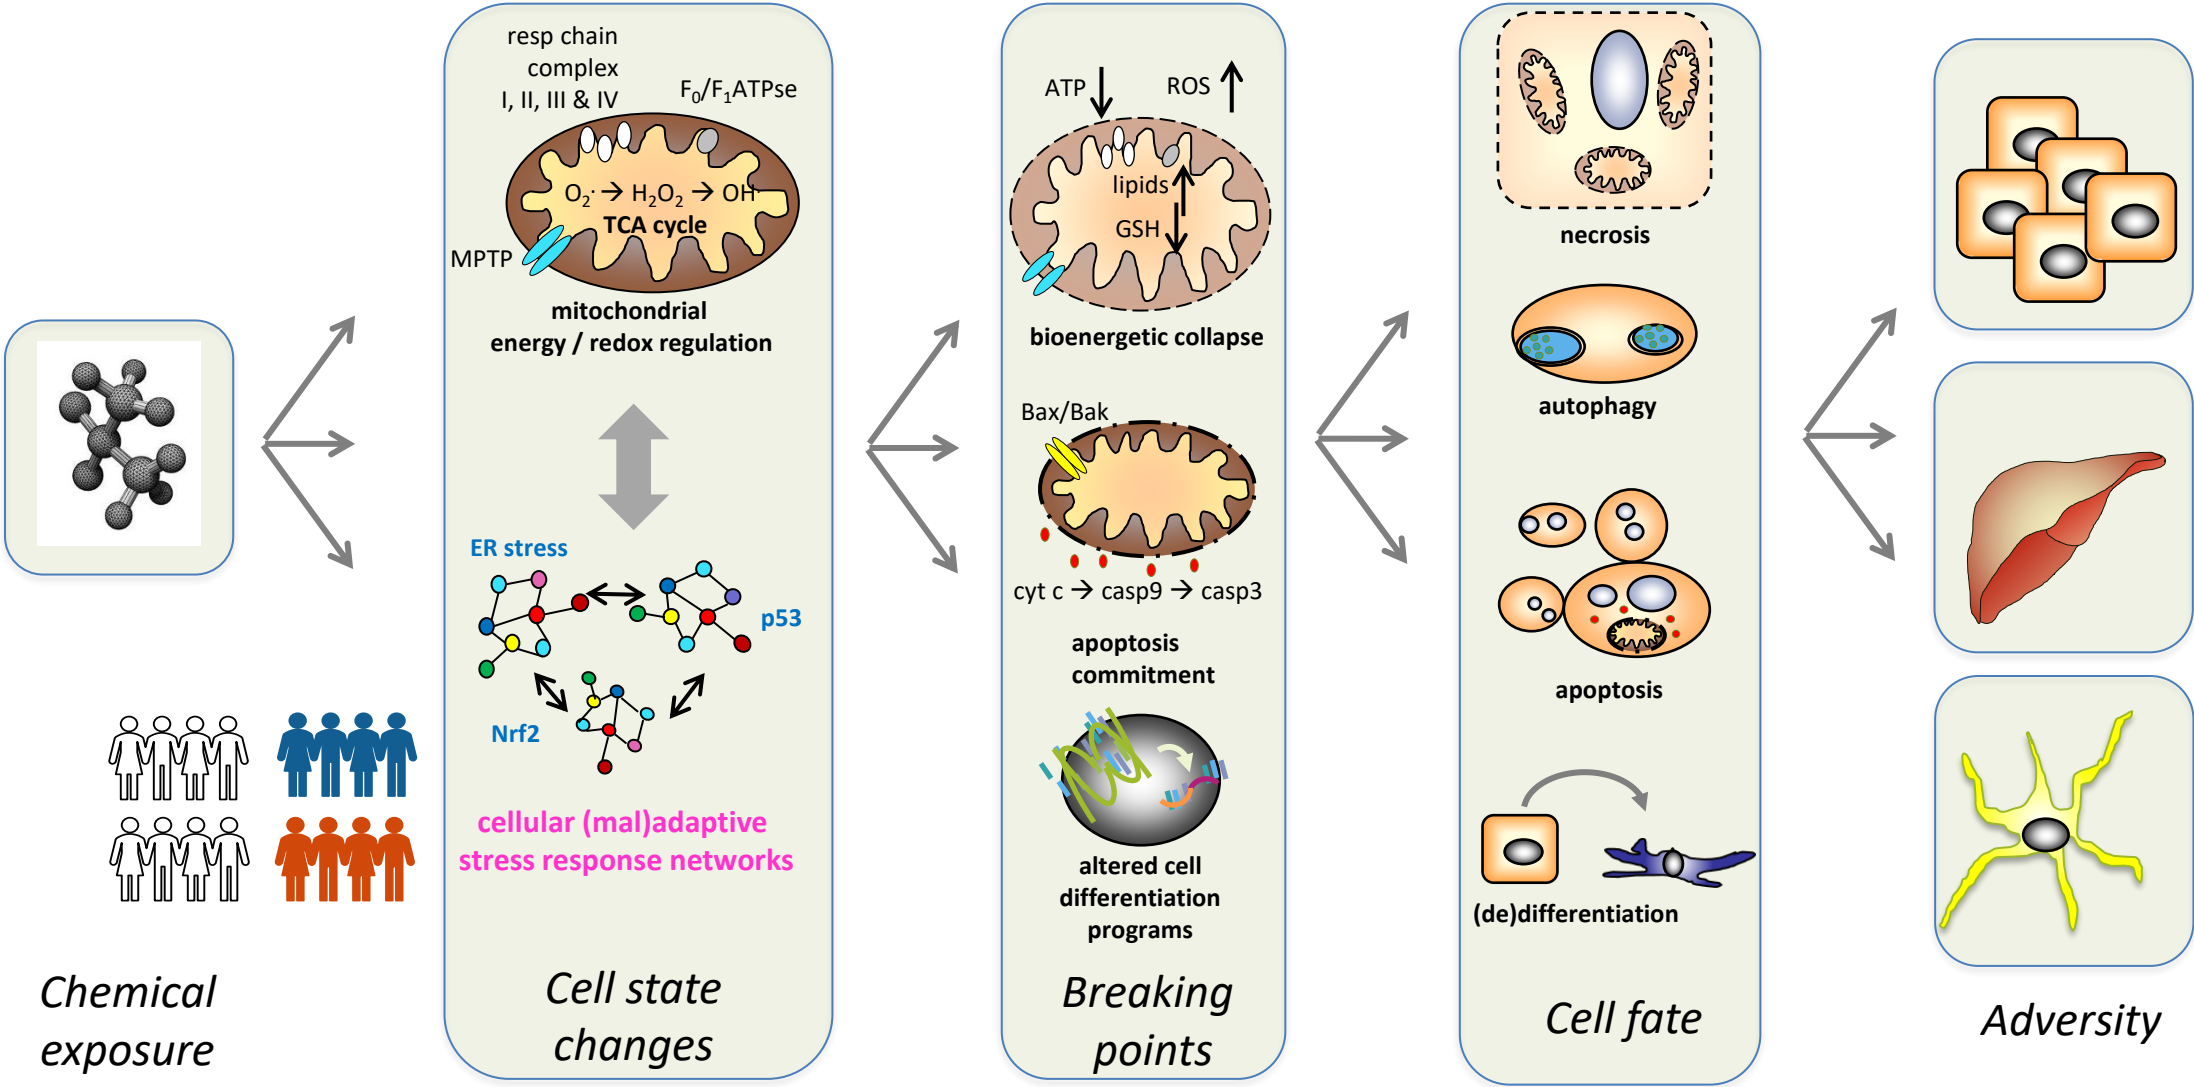 Chemical
exposure
resp chain
complex
I, II, III & IV
F₀/F₁ATPse
O₂· → H₂O₂ → OH·
TCA cycle
MPTP
mitochondrial
energy / redox regulation
ER stress
p53
Nrf2
cellular (mal)adaptive
stress response networks
Cell state
changes
ATP
ROS
lipids
GSH
bioenergetic collapse
Bax/Bak
cyt c → casp9 → casp3
apoptosis
commitment
altered cell
differentiation
programs
Breaking
points
necrosis
autophagy
apoptosis
(de)differentiation
Cell fate
Adversity